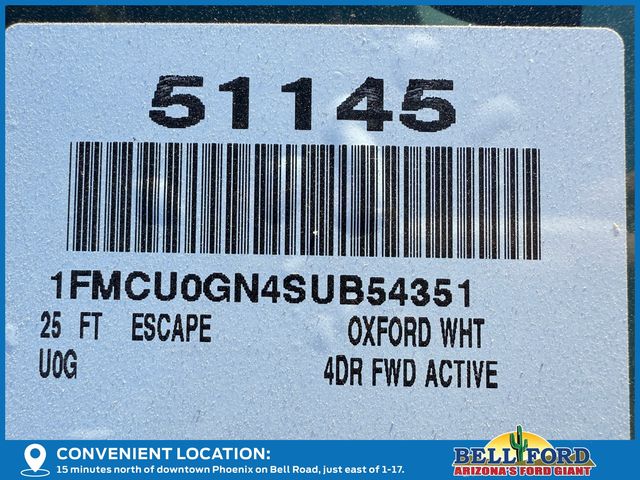 51145
1FMCU0GN4SUB54351
25 FT ESCAPE OXFORD WHT
U0G 4DR FWD ACTIVE
CONVENIENT LOCATION:
15 minutes north of downtown Phoenix on Bell Road, just east of 1-17.
BELL FORD
ARIZONA'S FORD GIANT